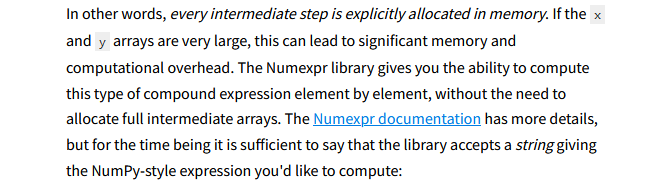 In other words, every intermediate step is explicitly allocated in memory. If the x
and y arrays are very large, this can lead to significant memory and
computational overhead. The Numexpr library gives you the ability to compute
this type of compound expression element by element, without the need to
allocate full intermediate arrays. The Numexpr documentation has more details,
but for the time being it is sufficient to say that the library accepts a string giving
the NumPy-style expression you'd like to compute: